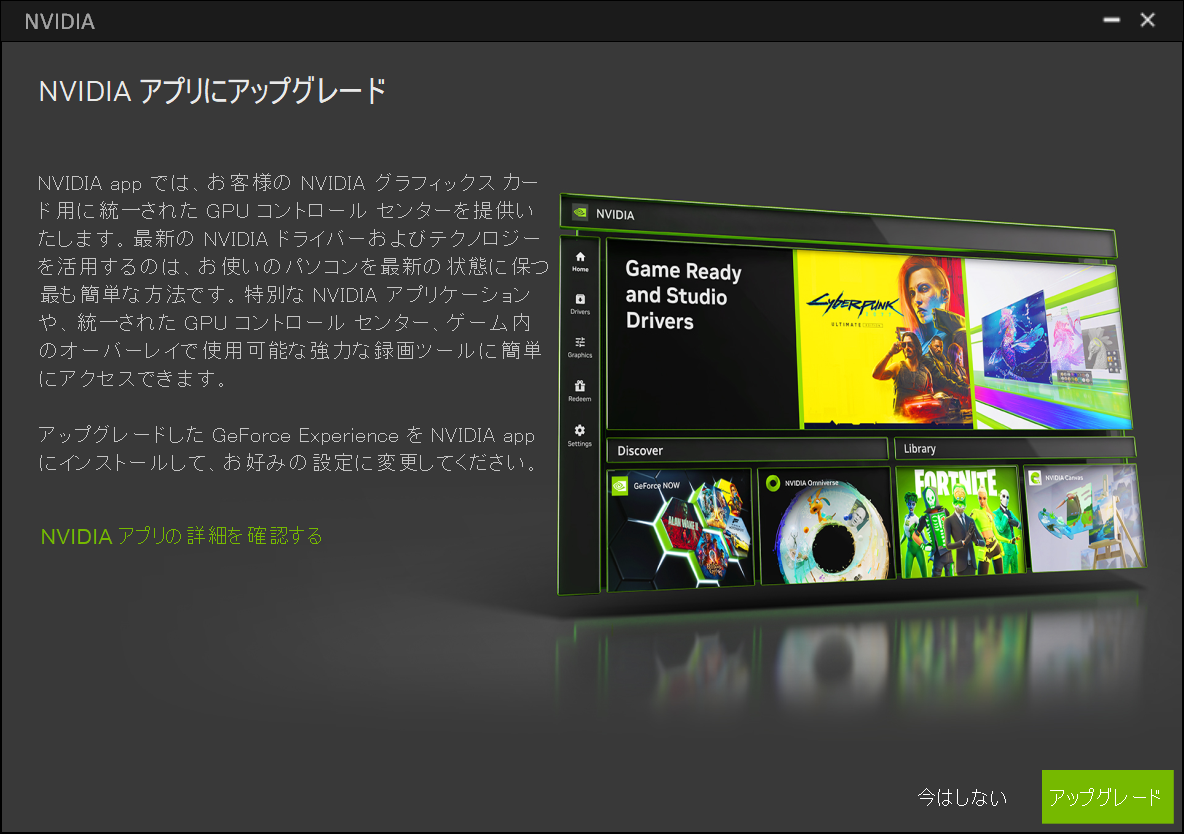 NVIDIA
NVIDIA アプリにアップグレード
NVIDIA app では、お客様の NVIDIA グラフィックス カー
ド用に統一された GPU コントロール センターを提供い
たします。最新の NVIDIA ドライバーおよびテクノロジー
を活用するのは、お使いのパソコンを最新の状態に保つ
最も簡単な方法です。特別な NVIDIA アプリケーション
や、統一された GPU コントロール センター、ゲーム内
のオーバーレイで使用可能な強力な録画ツールに簡単
にアクセスできます。
アップグレードした GeForce Experience を NVIDIA app
にインストールして、お好みの設定に変更してください。
NVIDIA アプリの詳細を確認する
NVIDIA
Home
Drivers
Graphics
Redeem
Settings
Game Ready
and Studio
Drivers
CYBERPUNK
ULTIMATE
Discover
Library
GeForce NOW
ALAN WAKE II
NVIDIA Omniverse
FORTNITE
NVIDIA Canvas
今はしない
アップグレード